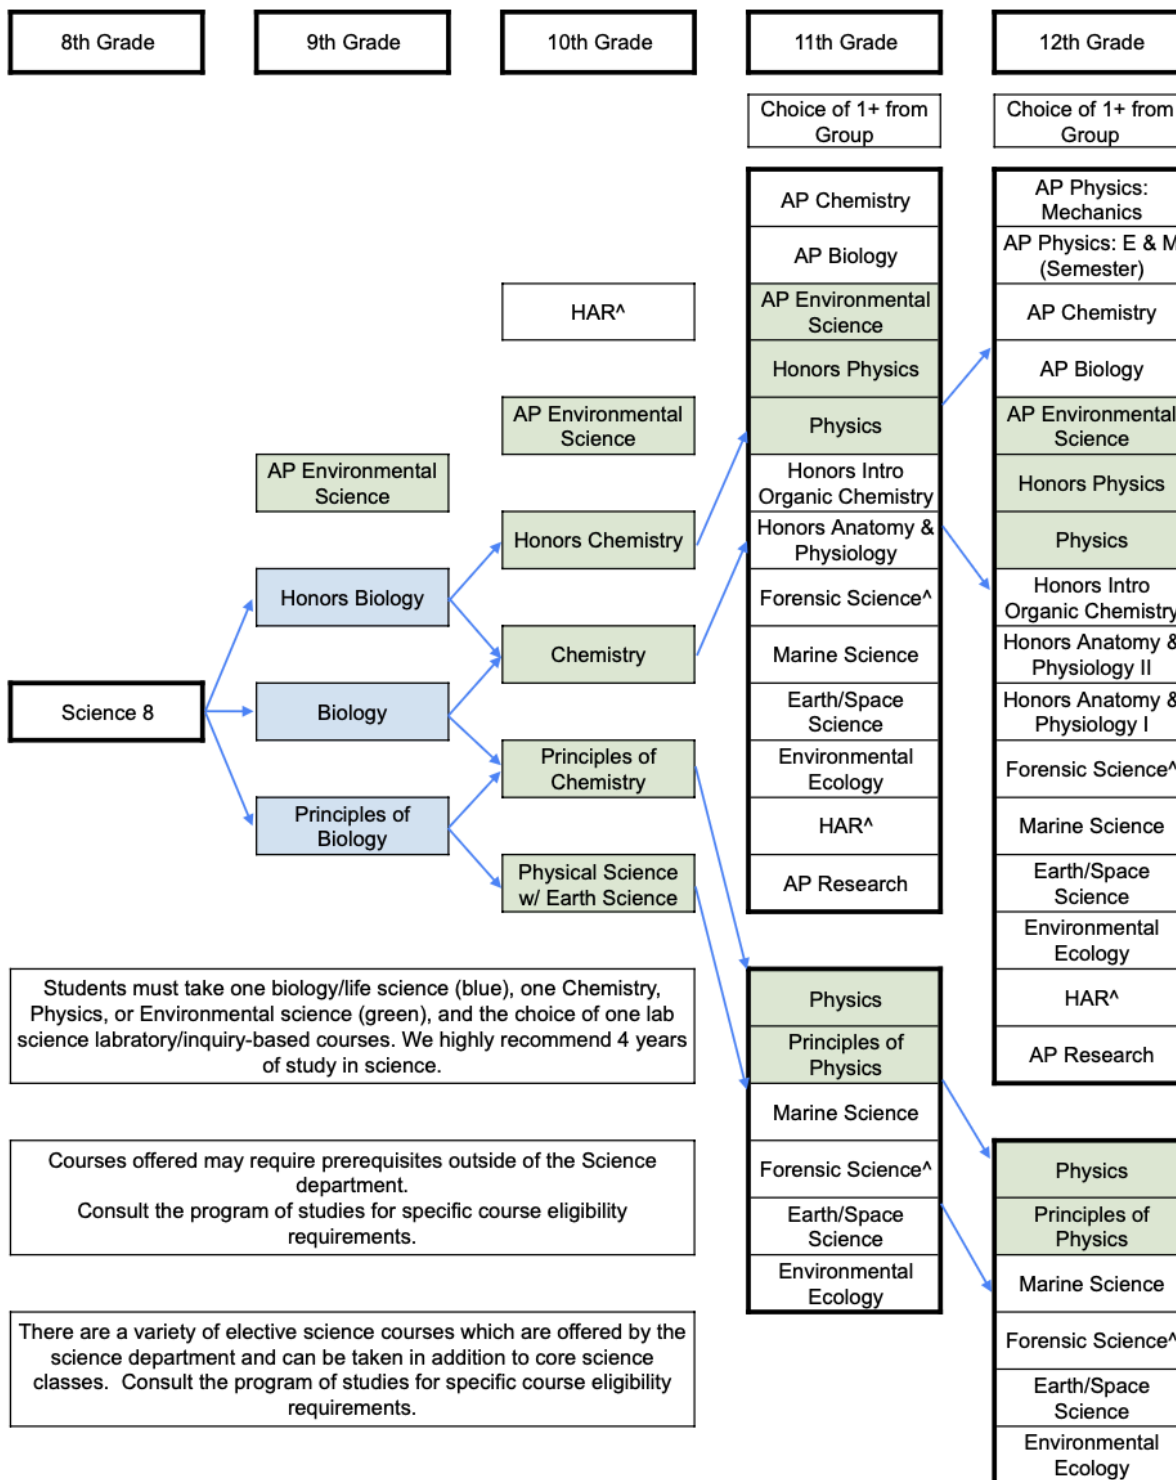 8th Grade
9th Grade
10th Grade
11th Grade
12th Grade
Choice of 1+ from
Group
Choice of 1+ from
Group
Science 8
AP Environmental
Science
Honors Biology
Biology
Principles of
Biology
HAR^
AP Environmental
Science
Honors Chemistry
Chemistry
Principles of
Chemistry
Physical Science
w/ Earth Science
AP Chemistry
AP Biology
AP Environmental
Science
Honors Physics
Physics
Honors Intro
Organic Chemistry
Honors Anatomy &
Physiology
Forensic Science^
Marine Science
Earth/Space
Science
Environmental
Ecology
HAR^
AP Research
Physics
Principles of
Physics
Marine Science
Forensic Science^
Earth/Space
Science
Environmental
Ecology
AP Physics:
Mechanics
AP Physics: E & M
(Semester)
AP Chemistry
AP Biology
AP Environmental
Science
Honors Physics
Physics
Honors Intro
Organic Chemistry
Honors Anatomy &
Physiology II
Honors Anatomy &
Physiology I
Forensic Science^
Marine Science
Earth/Space
Science
Environmental
Ecology
HAR^
AP Research
Physics
Principles of
Physics
Marine Science
Forensic Science^
Earth/Space
Science
Environmental
Ecology
Students must take one biology/life science (blue), one Chemistry,
Physics, or Environmental science (green), and the choice of one lab
science labratory/inquiry-based courses. We highly recommend 4 years
of study in science.
Courses offered may require prerequisites outside of the Science
department.
Consult the program of studies for specific course eligibility
requirements.
There are a variety of elective science courses which are offered by the
science department and can be taken in addition to core science
classes. Consult the program of studies for specific course eligibility
requirements.